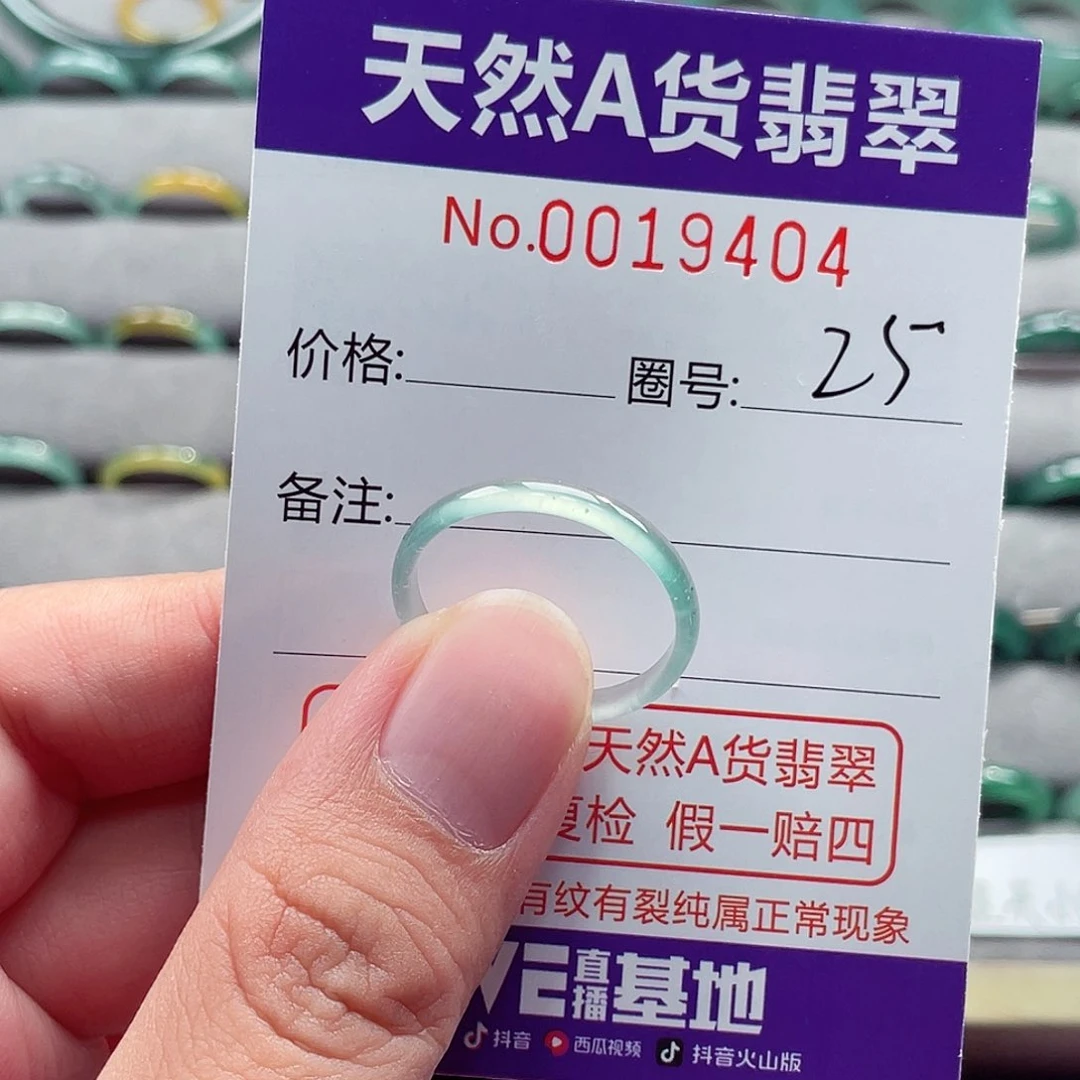 天然A货翡翠
No.0019404
价格: 圈号: 25
备注:
天然A货翡翠
复检 假一赔四
有纹有裂纯属正常现象
VE直播基地
抖音 西瓜视频 抖音火山版